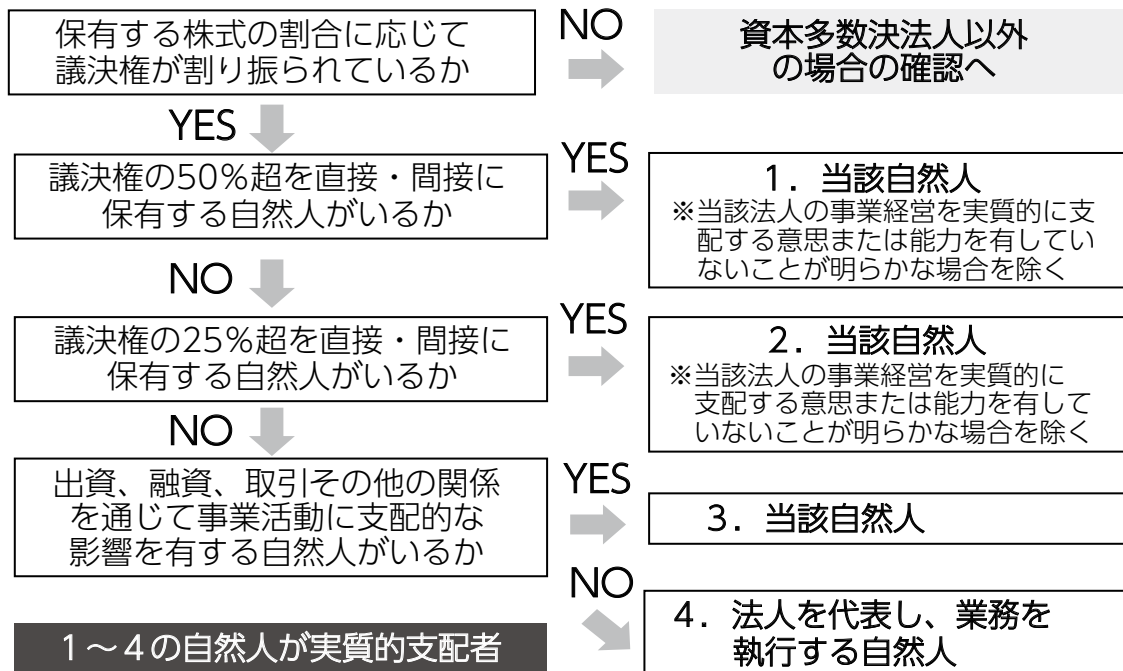 保有する株式の割合に応じて
議決権が割り振られているか
NO
資本多数決法人以外
の場合の確認へ
YES
議決権の50%超を直接・間接に
保有する自然人がいるか
YES
1. 当該自然人
※当該法人の事業経営を実質的に支
配する意思または能力を有してい
ないことが明らかな場合を除く
NO
議決権の25%超を直接・間接に
保有する自然人がいるか
YES
2. 当該自然人
※当該法人の事業経営を実質的に
支配する意思または能力を有して
いないことが明らかな場合を除く
NO
出資、融資、取引その他の関係
を通じて事業活動に支配的な
影響を有する自然人がいるか
YES
3. 当該自然人
NO
4. 法人を代表し、業務を
執行する自然人
1～4の自然人が実質的支配者